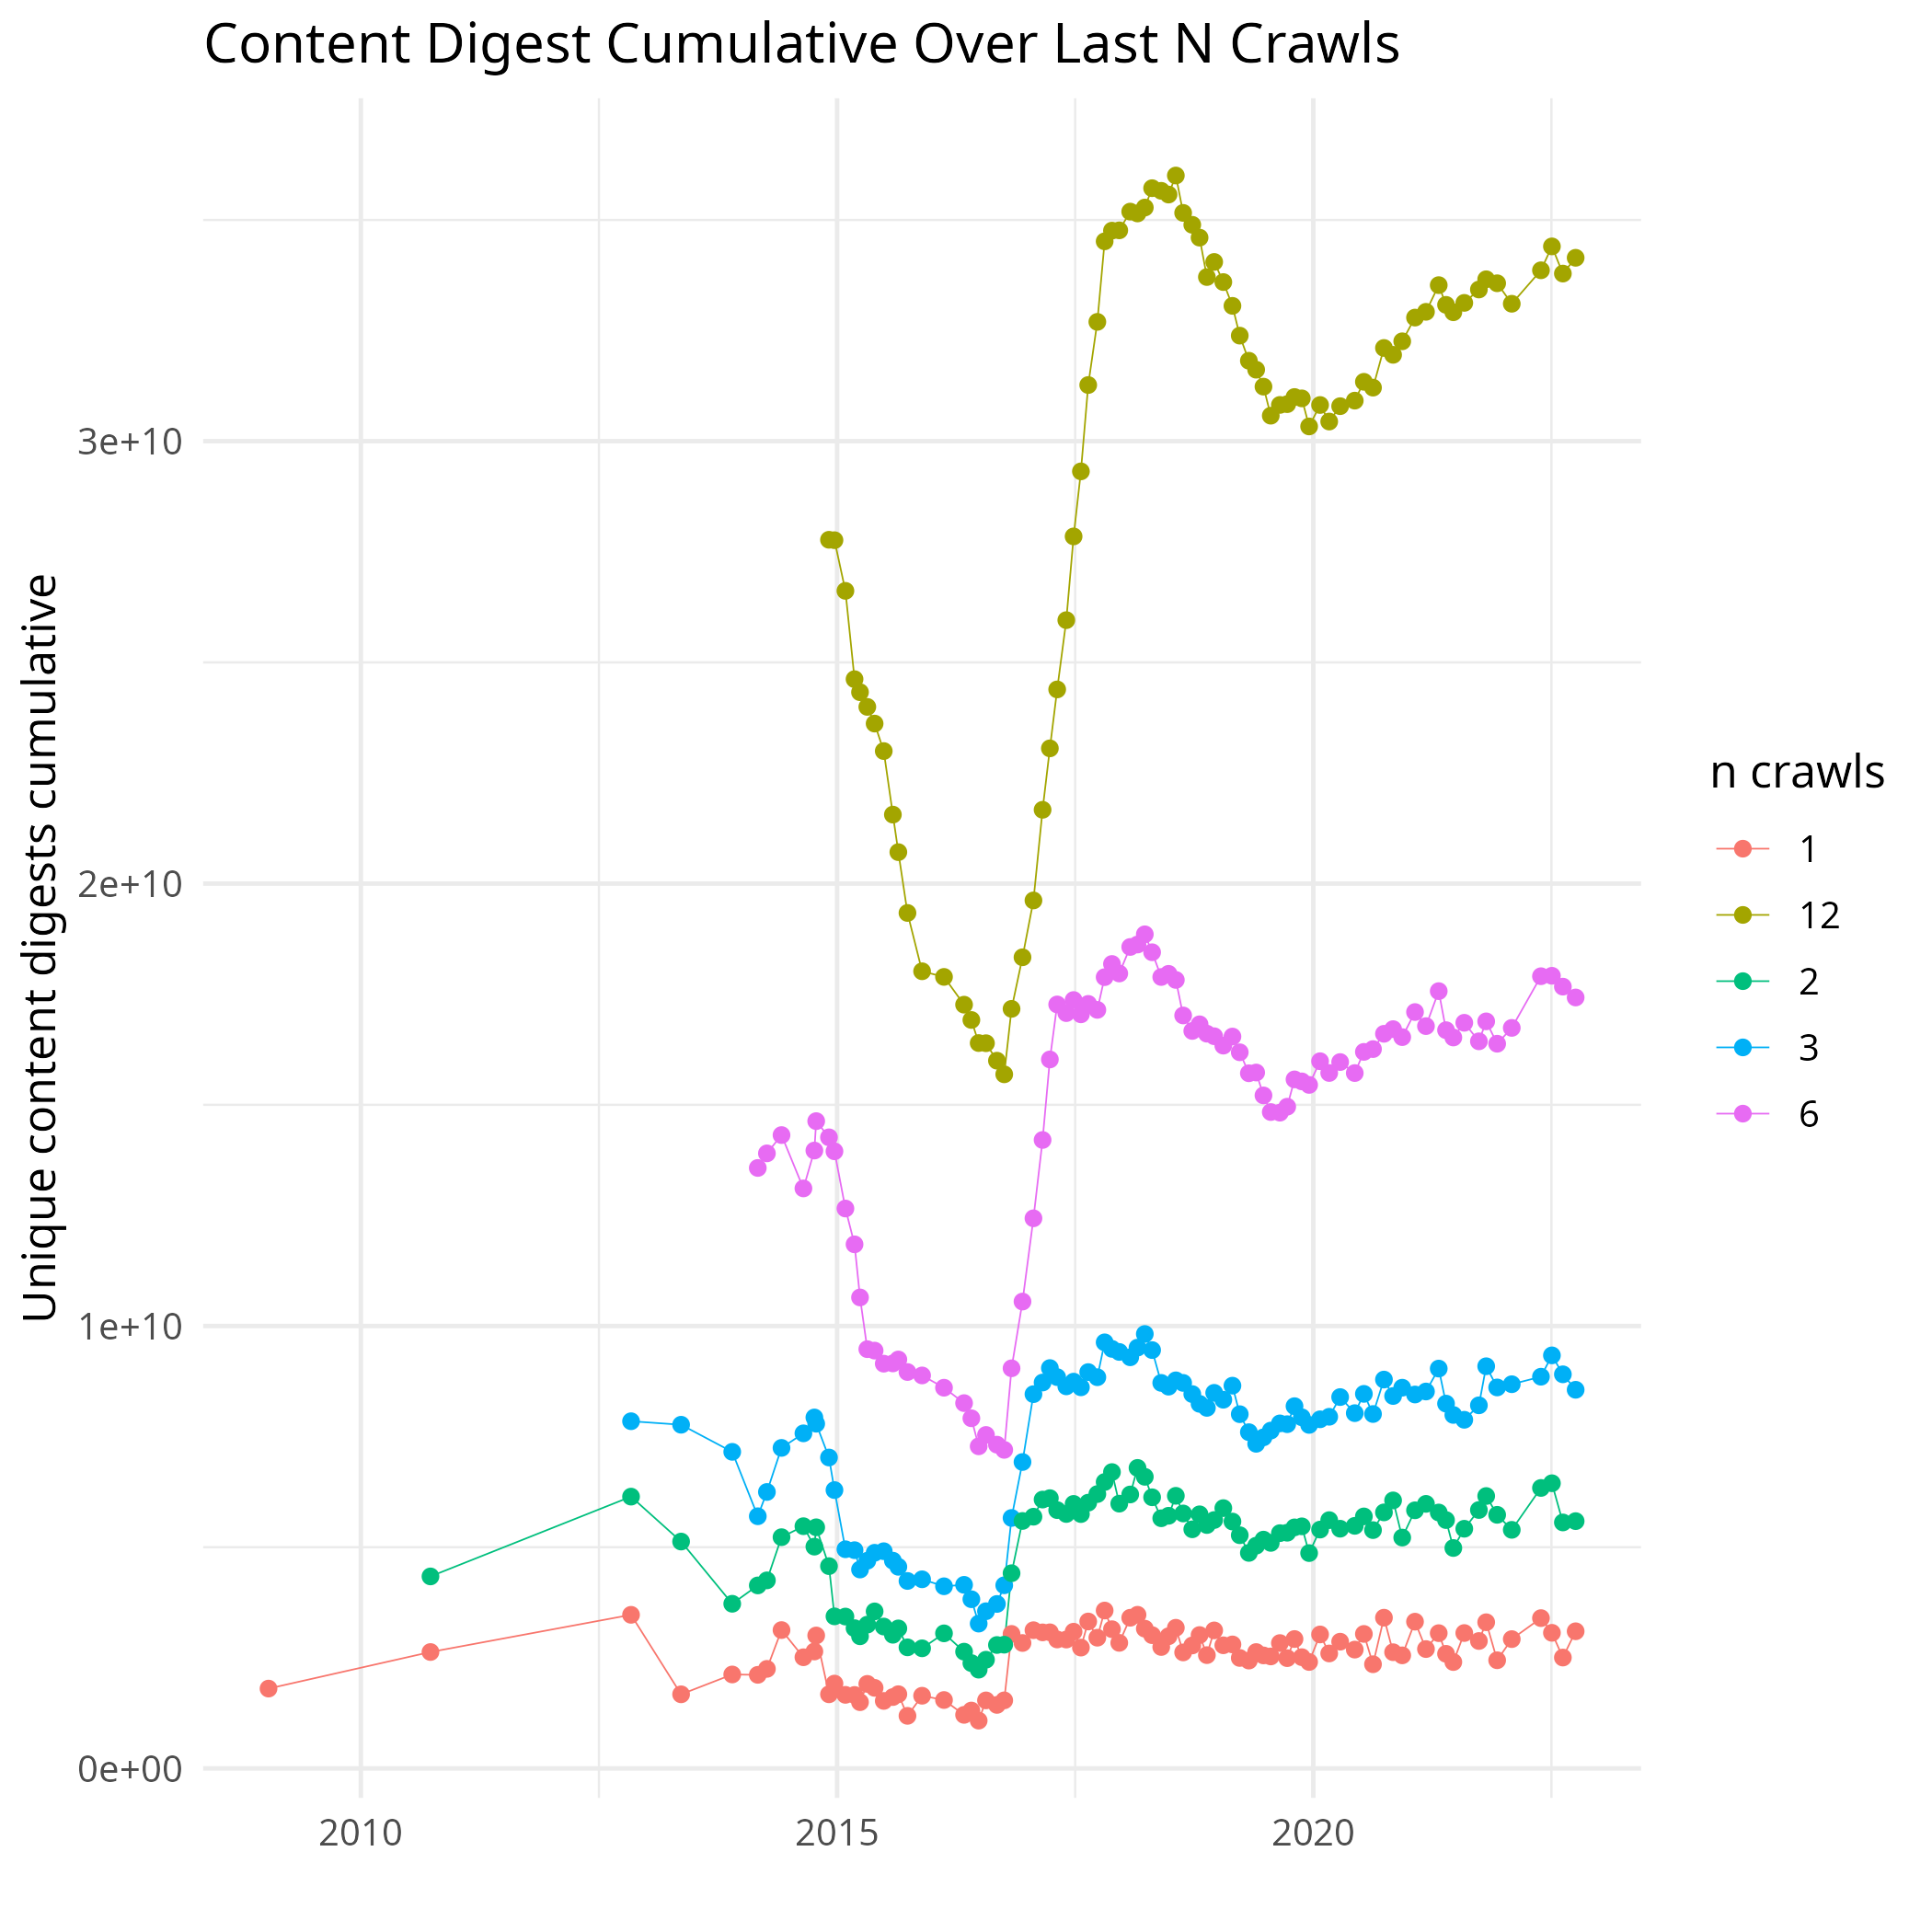 Content Digest Cumulative Over Last N Crawls
Unique content digests cumulative
3e+10
2e+10
1e+10
0e+00
2010
2015
2020
n crawls
1
12
2
3
6